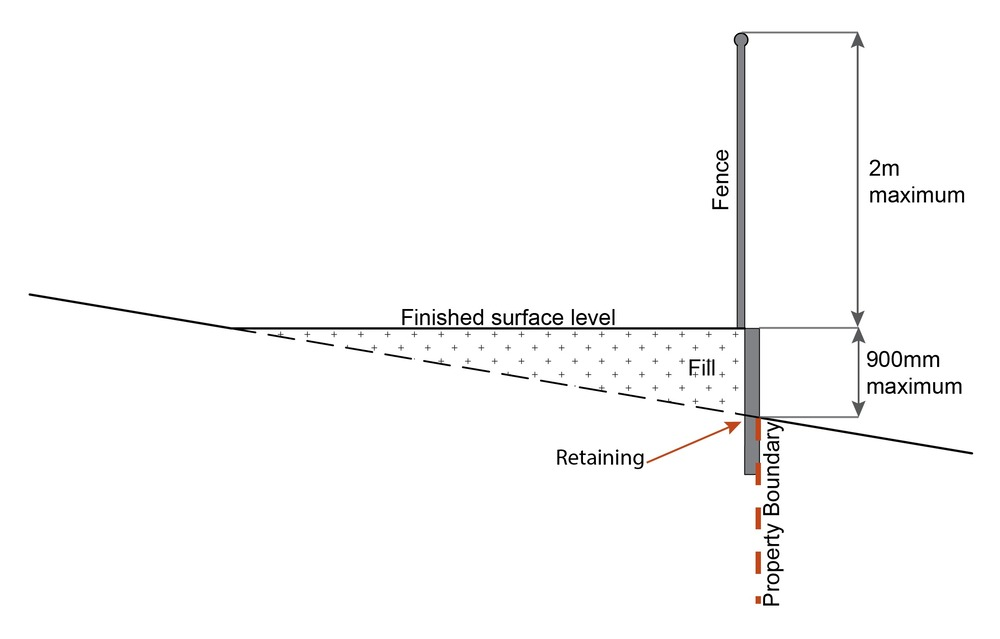 Fence
2m
maximum
Finished surface level
Fill
900mm
maximum
Retaining
Property Boundary